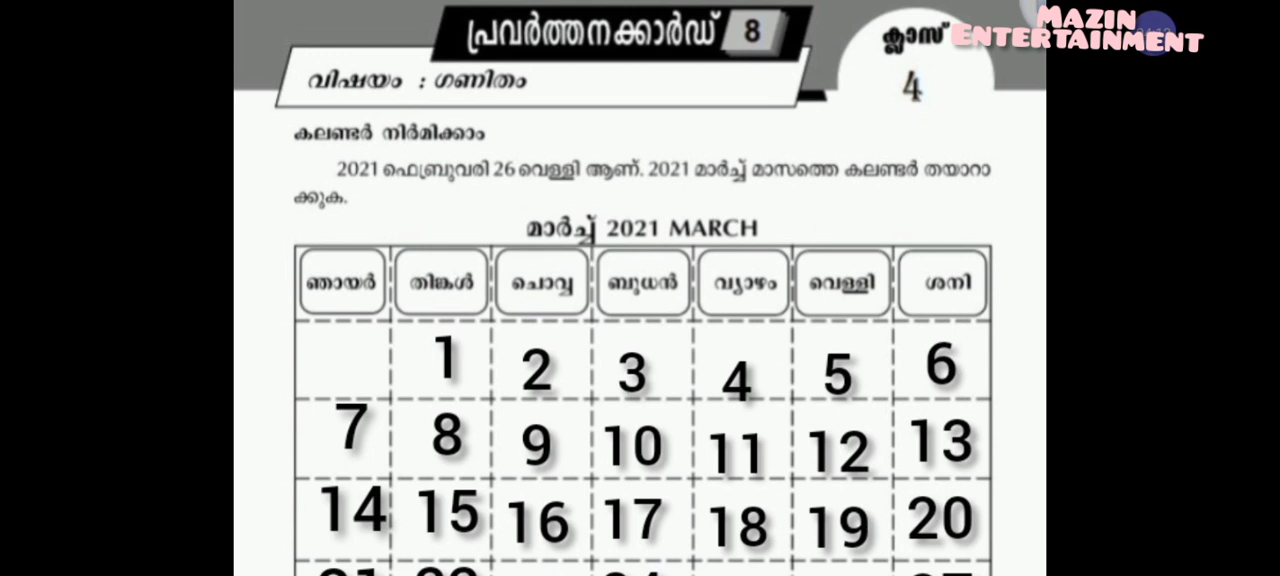 MAZIN
ENTERTAINMENT
പ്രവർത്തനക്കാർഡ് 8
ക്ലാസ്
4
വിഷയം : ഗണിതം
കലണ്ടർ നിർമിക്കാം
2021 ഫെബ്രുവരി 26 വെള്ളി ആണ്. 2021 മാർച്ച് മാസത്തെ കലണ്ടർ തയാറാ
ക്കുക.
മാർച്ച് 2021 MARCH
ഞായർ തിങ്കൾ ചൊവ്വ ബുധൻ വ്യാഴം വെള്ളി ശനി
1 2 3 4 5 6
7 8 9 10 11 12 13
14 15 16 17 18 19 20